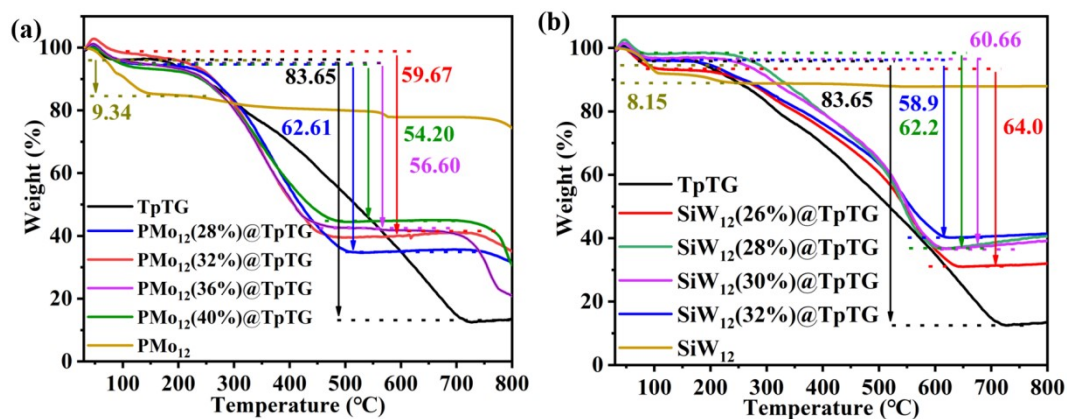 (a)
Weight (%)
100
80
60
40
20
0
9.34
83.65
59.67
62.61
54.20
56.60
TpTG
PMo12(28%)@TpTG
PMo12(32%)@TpTG
PMo12(36%)@TpTG
PMo12(40%)@TpTG
PMo12
100 200 300 400 500 600 700 800
Temperature (°C)
(b)
Weight (%)
100
80
60
40
20
0
60.66
8.15
83.65
58.9
62.2
64.0
TpTG
SiW12(26%)@TpTG
SiW12(28%)@TpTG
SiW12(30%)@TpTG
SiW12(32%)@TpTG
SiW12
100 200 300 400 500 600 700 800
Temperature (°C)